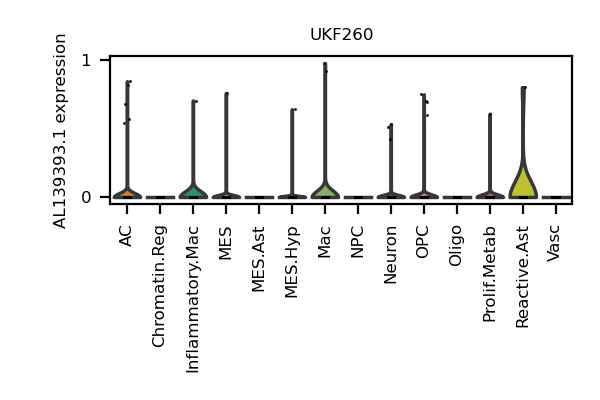 UKF260
AL139393.1 expression
1
0
AC
Chromatin.Reg
Inflammatory.Mac
MES
MES.Ast
MES.Hyp
Mac
NPC
Neuron
OPC
Oligo
Prolif.Metab
Reactive.Ast
Vasc